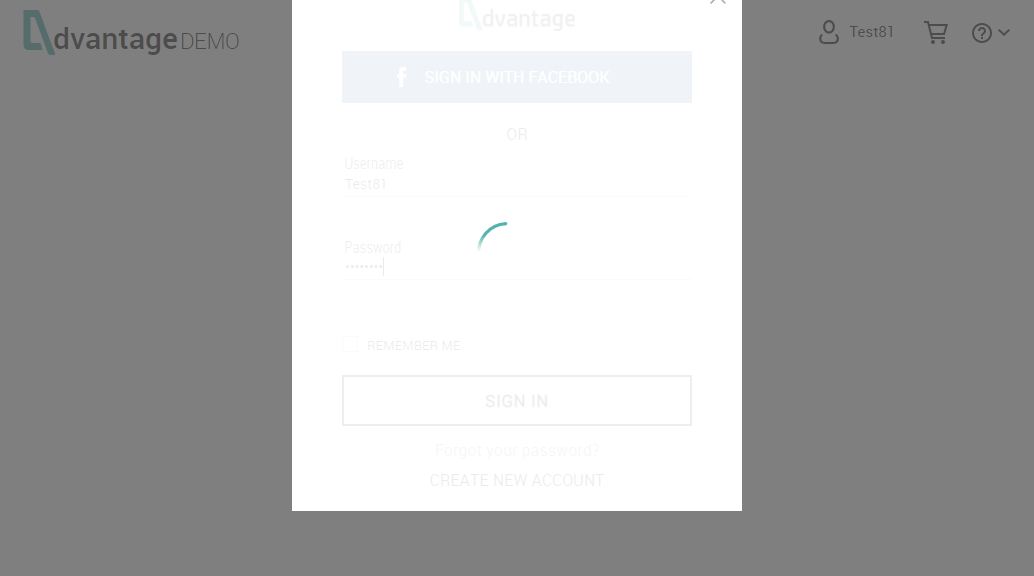 dvantage DEMO
Test81
dvantage
SIGN IN WITH FACEBOOK
OR
Username
Test81
Password
••••••••
REMEMBER ME
SIGN IN
Forgot your password?
CREATE NEW ACCOUNT